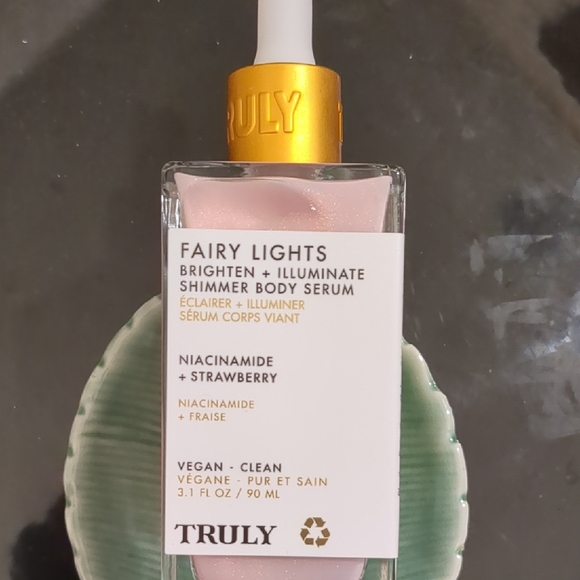 RULY
FAIRY LIGHTS
BRIGHTEN + ILLUMINATE
SHIMMER BODY SERUM
ÉCLAIRER + ILLUMINER
SÉRUM CORPS VIANT
NIACINAMIDE
+ STRAWBERRY
NIACINAMIDE
+ FRAISE
VEGAN - CLEAN
VÉGANE - PUR ET SAIN
3.1 FL OZ / 90 ML
TRULY